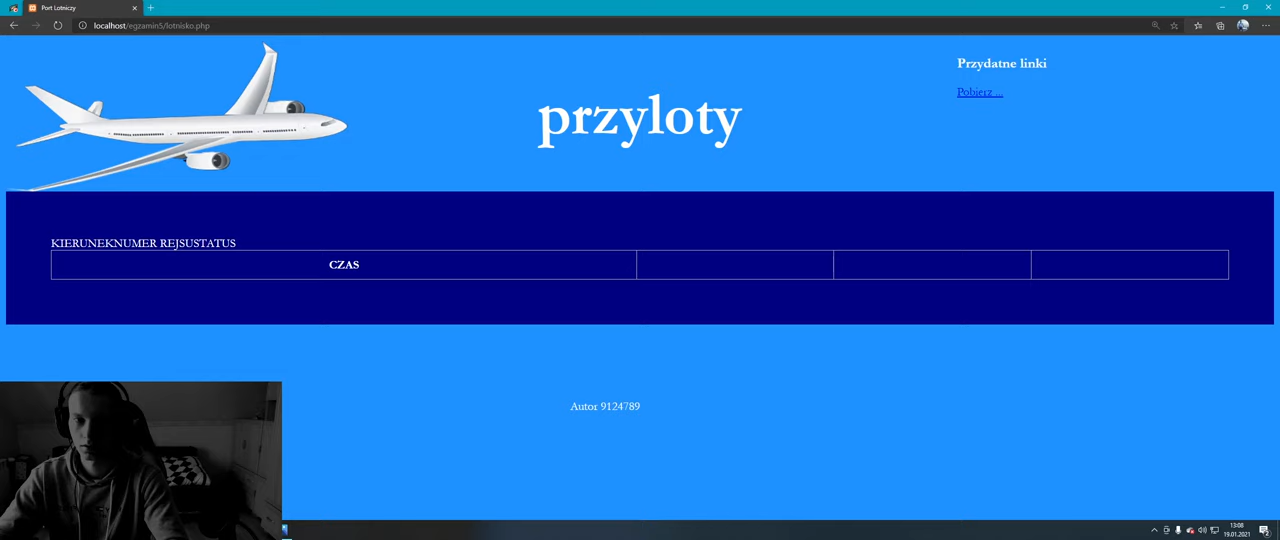 Port Lotniczy
localhost/egzamin5/lotnisko.php
przyloty
Przydatne linki
Pobierz ...
KIERUNEKNUMER REJSUSTATUS
CZAS
Autor 9124789
13:08
19.01.2021